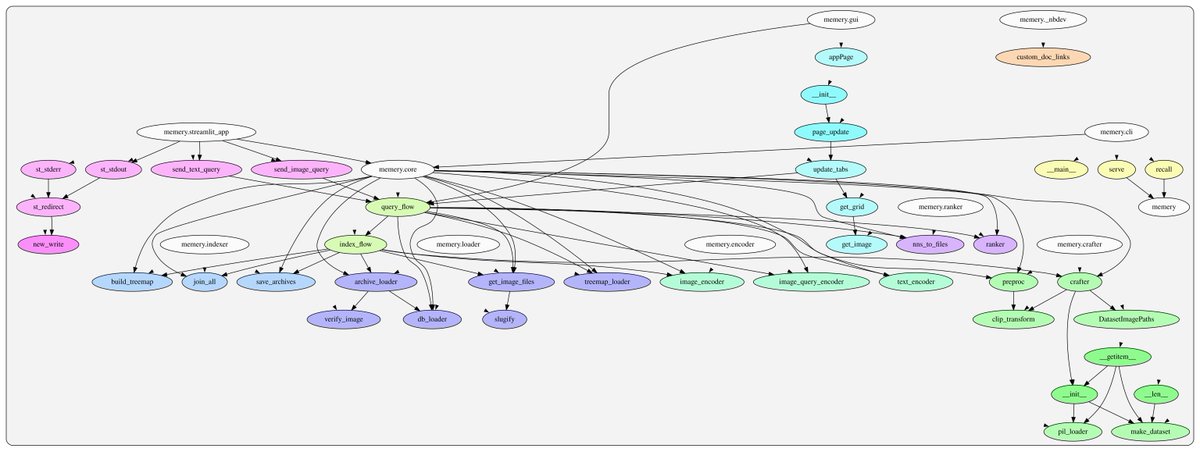 memery.gui
memery._nbdev
appPage
custom_doc_links
__init__
memery.streamlit_app
page_update
memery.cli
st_stderr
st_stdout
send_text_query
send_image_query
memery.core
update_tabs
__main__
serve
recall
st_redirect
query_flow
get_grid
memery.ranker
memery
new_write
memery.indexer
index_flow
memery.loader
memery.encoder
get_image
nns_to_files
ranker
memery.crafter
build_treemap
join_all
save_archives
archive_loader
get_image_files
treemap_loader
image_encoder
image_query_encoder
text_encoder
preproc
crafter
verify_image
db_loader
slugify
clip_transform
DatasetImagePaths
__getitem__
__init__
__len__
pil_loader
make_dataset